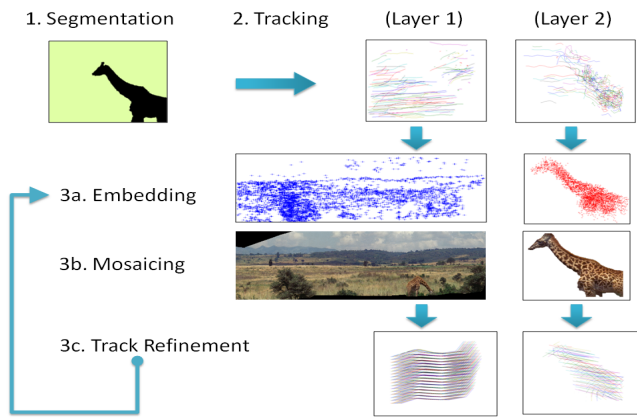 1. Segmentation
2. Tracking
(Layer 1)
(Layer 2)
3a. Embedding
3b. Mosaicing
3c. Track Refinement